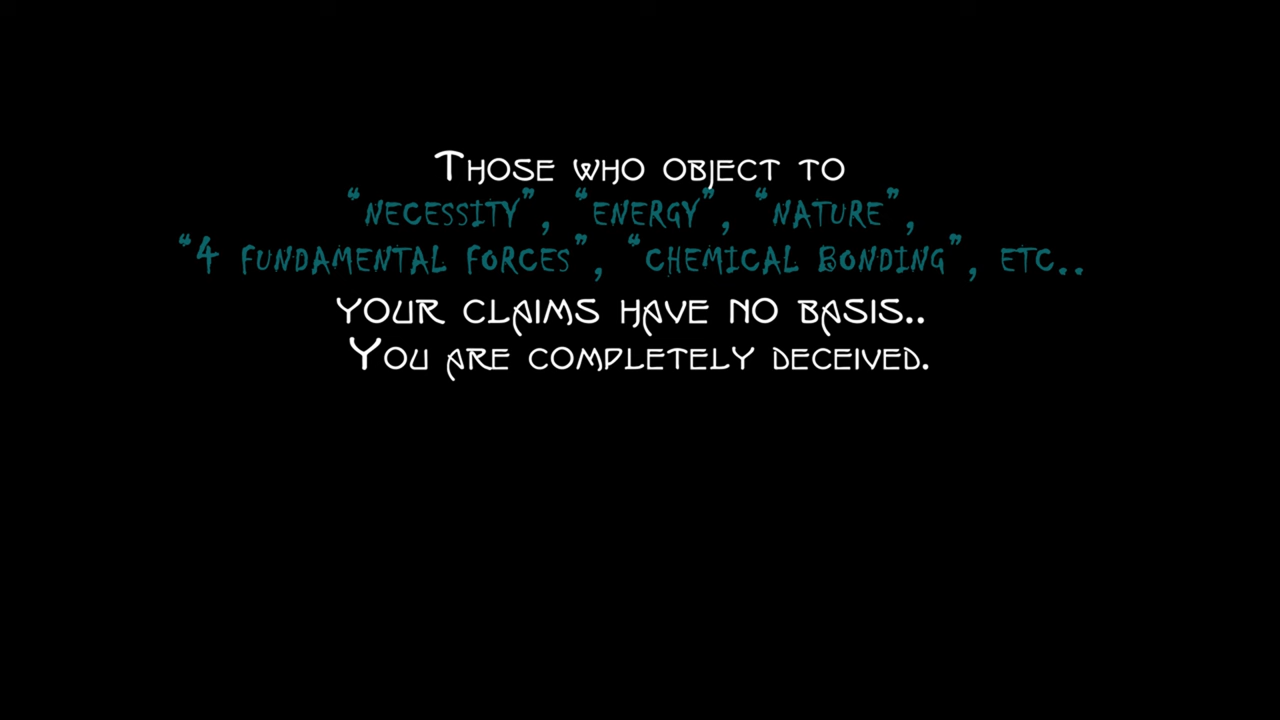 Those who object to
“necessity”, “energy”, “nature”,
“4 fundamental forces”, “chemical bonding”, etc..
your claims have no basis..
You are completely deceived.